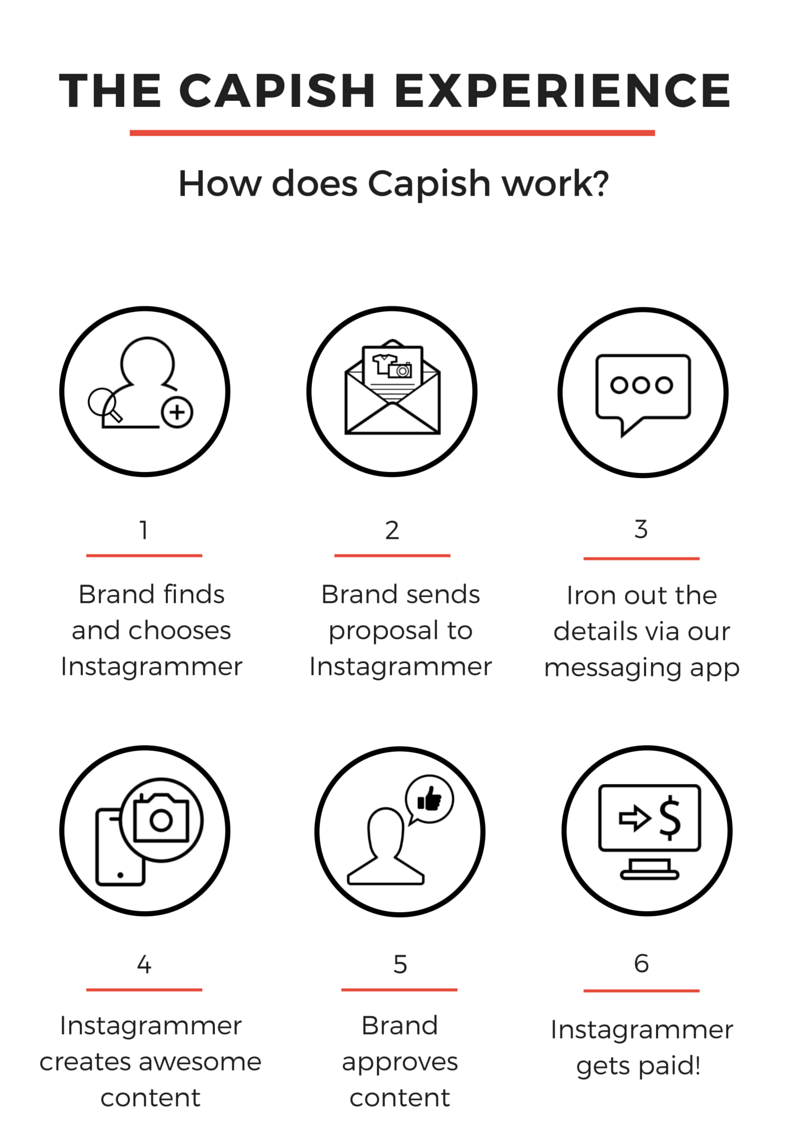 THE CAPISH EXPERIENCE
How does Capish work?
1
Brand finds
and chooses
Instagrammer
2
Brand sends
proposal to
Instagrammer
3
Iron out the
details via our
messaging app
$
4
Instagrammer
creates awesome
content
5
Brand
approves
content
6
Instagrammer
gets paid!